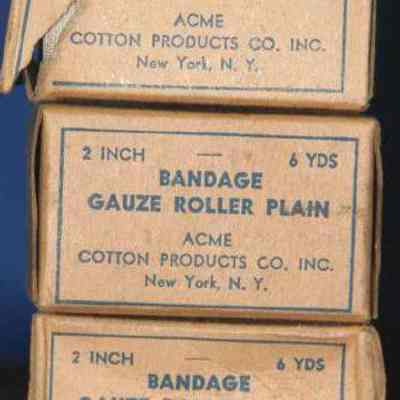 ACME
COTTON PRODUCTS CO. INC.
New York, N. Y.
2 INCH — 6 YDS
BANDAGE
GAUZE ROLLER PLAIN
ACME
COTTON PRODUCTS CO. INC.
New York, N. Y.
2 INCH — 6 YDS
BANDAGE